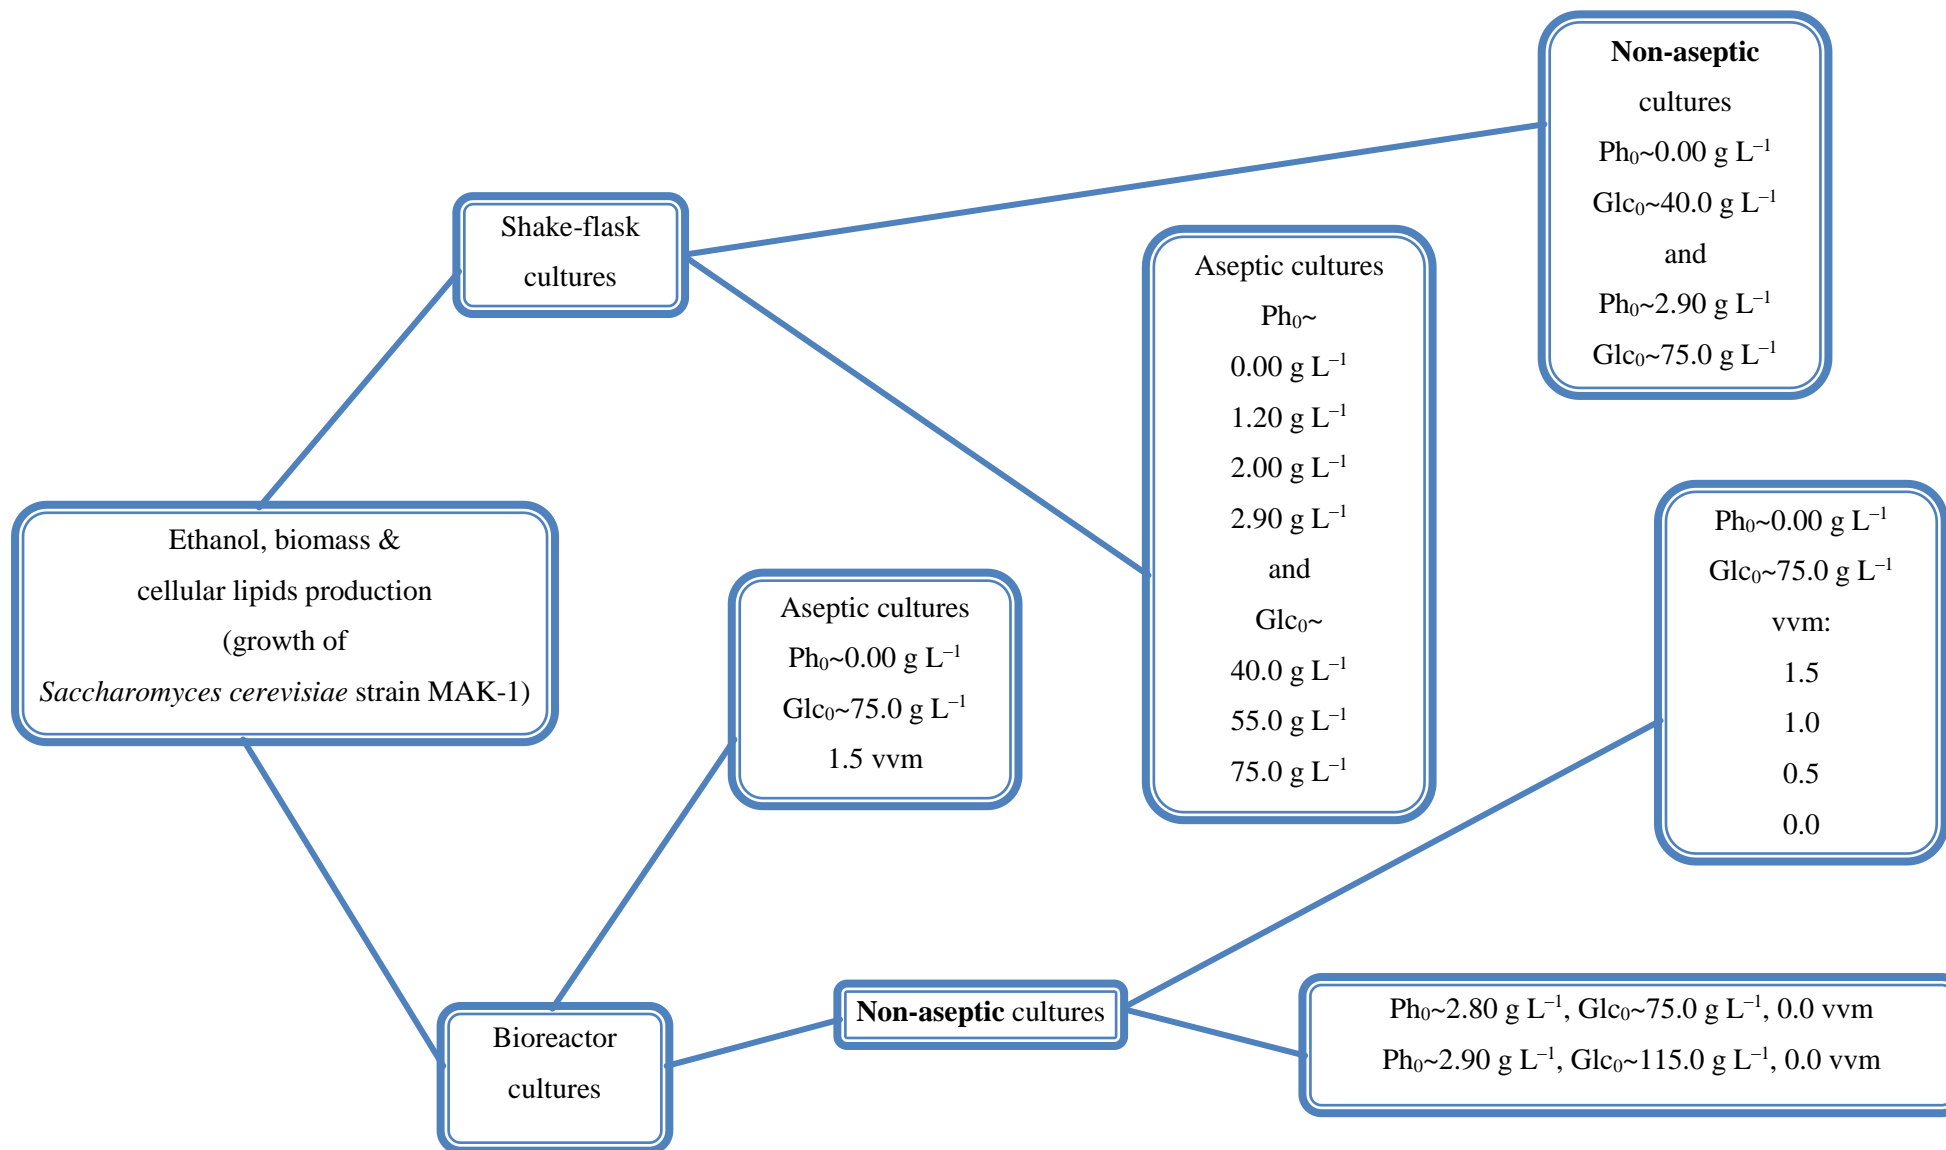 Non-aseptic
cultures
Ph₀~0.00 g L⁻¹
Glc₀~40.0 g L⁻¹
and
Ph₀~2.90 g L⁻¹
Glc₀~75.0 g L⁻¹
Shake-flask
cultures
Aseptic cultures
Ph₀~
0.00 g L⁻¹
1.20 g L⁻¹
2.00 g L⁻¹
2.90 g L⁻¹
and
Glc₀~
40.0 g L⁻¹
55.0 g L⁻¹
75.0 g L⁻¹
Ethanol, biomass &
cellular lipids production
(growth of
Saccharomyces cerevisiae strain MAK-1)
Aseptic cultures
Ph₀~0.00 g L⁻¹
Glc₀~75.0 g L⁻¹
1.5 vvm
Ph₀~0.00 g L⁻¹
Glc₀~75.0 g L⁻¹
vvm:
1.5
1.0
0.5
0.0
Bioreactor
cultures
Non-aseptic cultures
Ph₀~2.80 g L⁻¹, Glc₀~75.0 g L⁻¹, 0.0 vvm
Ph₀~2.90 g L⁻¹, Glc₀~115.0 g L⁻¹, 0.0 vvm